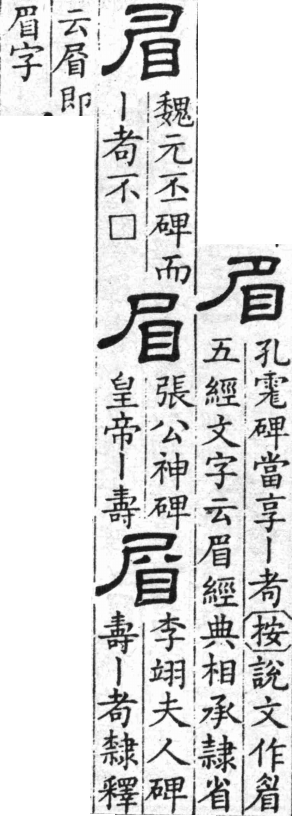 眉
孔碑當享丨耇按說文作睂
五經文字云眉經典相承隸省
眉
魏元丕碑而
丨耇不□
眉
張公神碑
皇帝丨壽
眉
李翊夫人碑
壽丨耇隸釋
云眉即
眉字